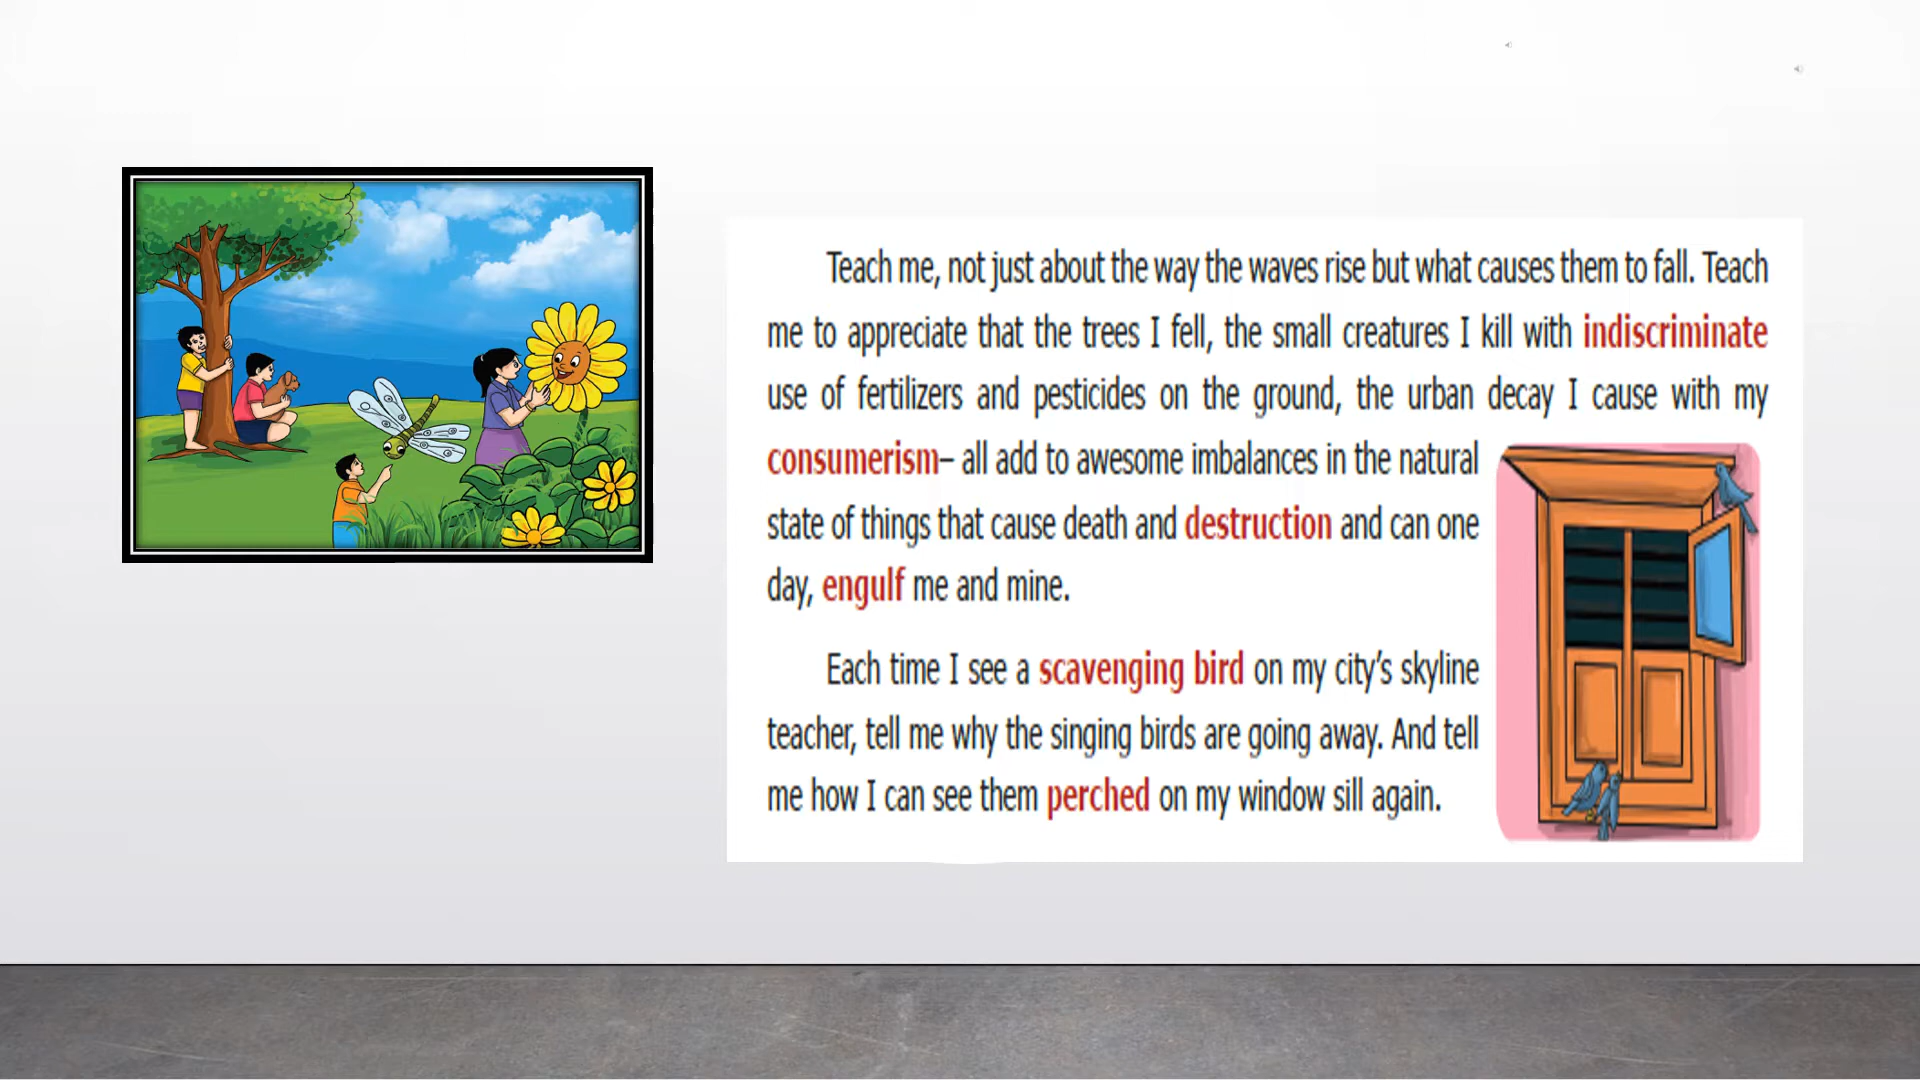 Teach me, not just about the way the waves rise but what causes them to fall. Teach
me to appreciate that the trees I fell, the small creatures I kill with indiscriminate
use of fertilizers and pesticides on the ground, the urban decay I cause with my
consumerism– all add to awesome imbalances in the natural
state of things that cause death and destruction and can one
day, engulf me and mine.
Each time I see a scavenging bird on my city's skyline
teacher, tell me why the singing birds are going away. And tell
me how I can see them perched on my window sill again.